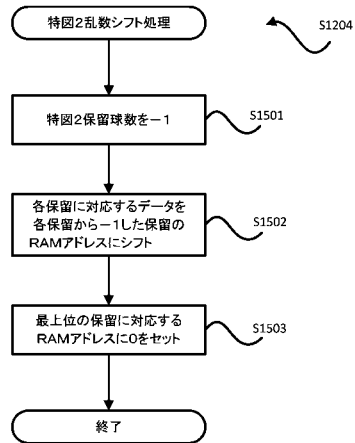 特図2乱数シフト処理
S1204
特図2保留球数を－1
S1501
各保留に対応するデータを
各保留から－1した保留の
RAMアドレスにシフト
S1502
最上位の保留に対応する
RAMアドレスに0をセット
S1503
終了